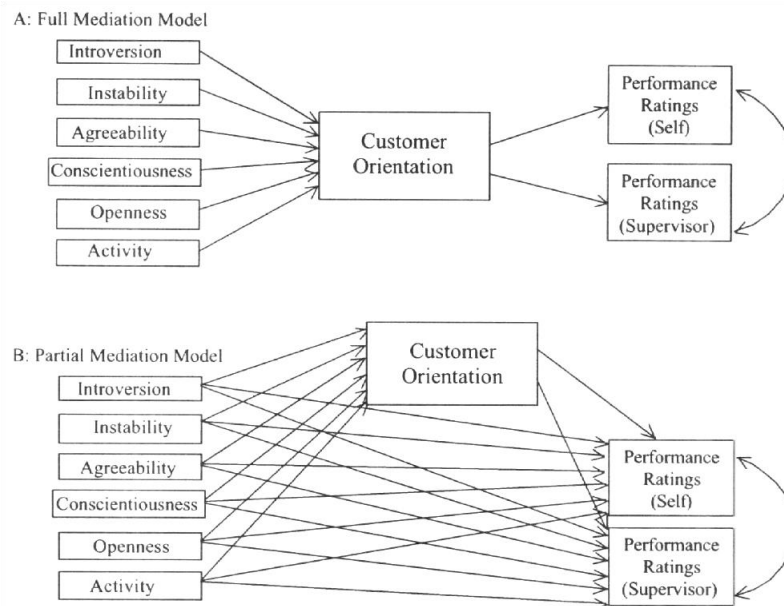 A: Full Mediation Model
Introversion
Instability
Agreeability
Conscientiousness
Openness
Activity
Customer
Orientation
Performance
Ratings
(Self)
Performance
Ratings
(Supervisor)
B: Partial Mediation Model
Introversion
Instability
Agreeability
Conscientiousness
Openness
Activity
Customer
Orientation
Performance
Ratings
(Self)
Performance
Ratings
(Supervisor)